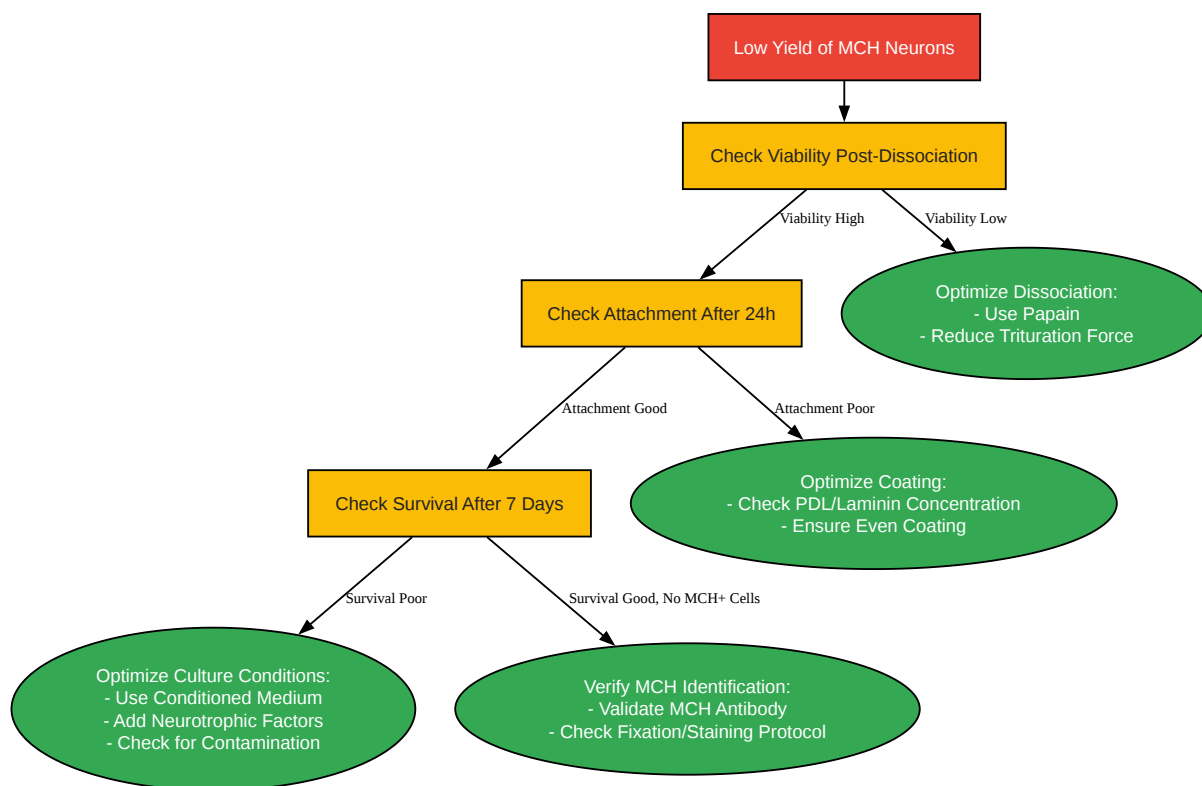 Low Yield of MCH Neurons
Check Viability Post-Dissociation
Viability High
Viability Low
Optimize Dissociation:
- Use Papain
- Reduce Trituration Force
Check Attachment After 24h
Attachment Good
Attachment Poor
Optimize Coating:
- Check PDL/Laminin Concentration
- Ensure Even Coating
Check Survival After 7 Days
Survival Poor
Survival Good, No MCH+ Cells
Optimize Culture Conditions:
- Use Conditioned Medium
- Add Neurotrophic Factors
- Check for Contamination
Verify MCH Identification:
- Validate MCH Antibody
- Check Fixation/Staining Protocol